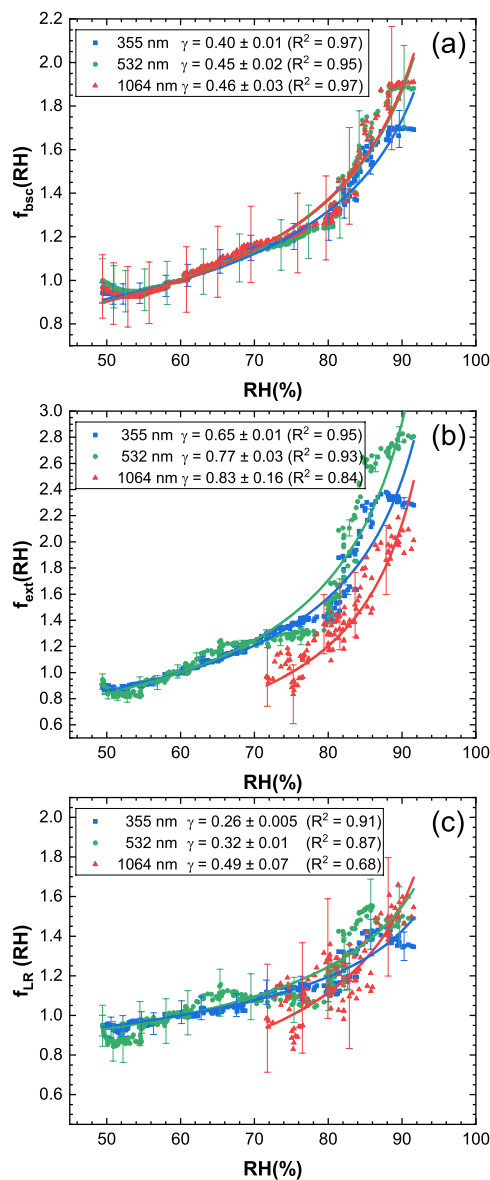 2.2
2.0
1.8
1.6
1.4
1.2
1.0
0.8
f_bsc(RH)
355 nm γ = 0.40 ± 0.01 (R² = 0.97)
532 nm γ = 0.45 ± 0.02 (R² = 0.95)
1064 nm γ = 0.46 ± 0.03 (R² = 0.97)
(a)
50 60 70 80 90 100
RH(%)
3.0
2.8
2.6
2.4
2.2
2.0
1.8
1.6
1.4
1.2
1.0
0.8
0.6
f_ext(RH)
355 nm γ = 0.65 ± 0.01 (R² = 0.95)
532 nm γ = 0.77 ± 0.03 (R² = 0.93)
1064 nm γ = 0.83 ± 0.16 (R² = 0.84)
(b)
50 60 70 80 90 100
RH(%)
2.0
1.8
1.6
1.4
1.2
1.0
0.8
0.6
f_LR (RH)
355 nm γ = 0.26 ± 0.005 (R² = 0.91)
532 nm γ = 0.32 ± 0.01 (R² = 0.87)
1064 nm γ = 0.49 ± 0.07 (R² = 0.68)
(c)
50 60 70 80 90 100
RH(%)